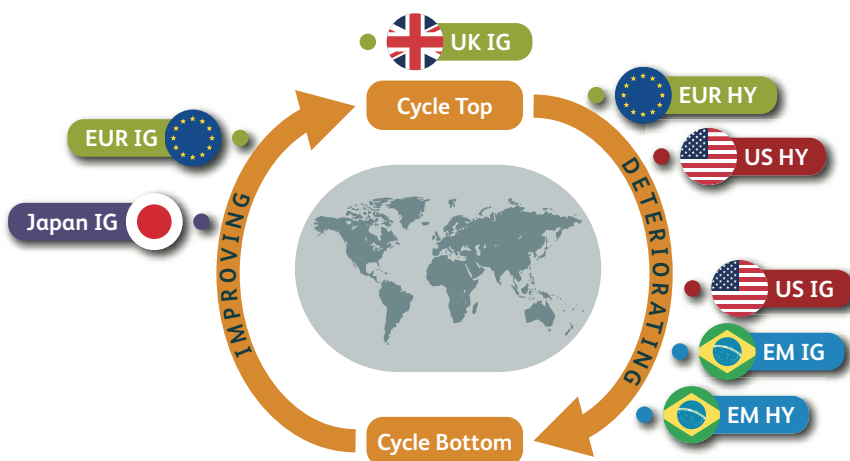 UK IG
Cycle Top
EUR HY
EUR IG
US HY
DETERIORATING
IMPROVING
Japan IG
US IG
EM IG
EM HY
Cycle Bottom